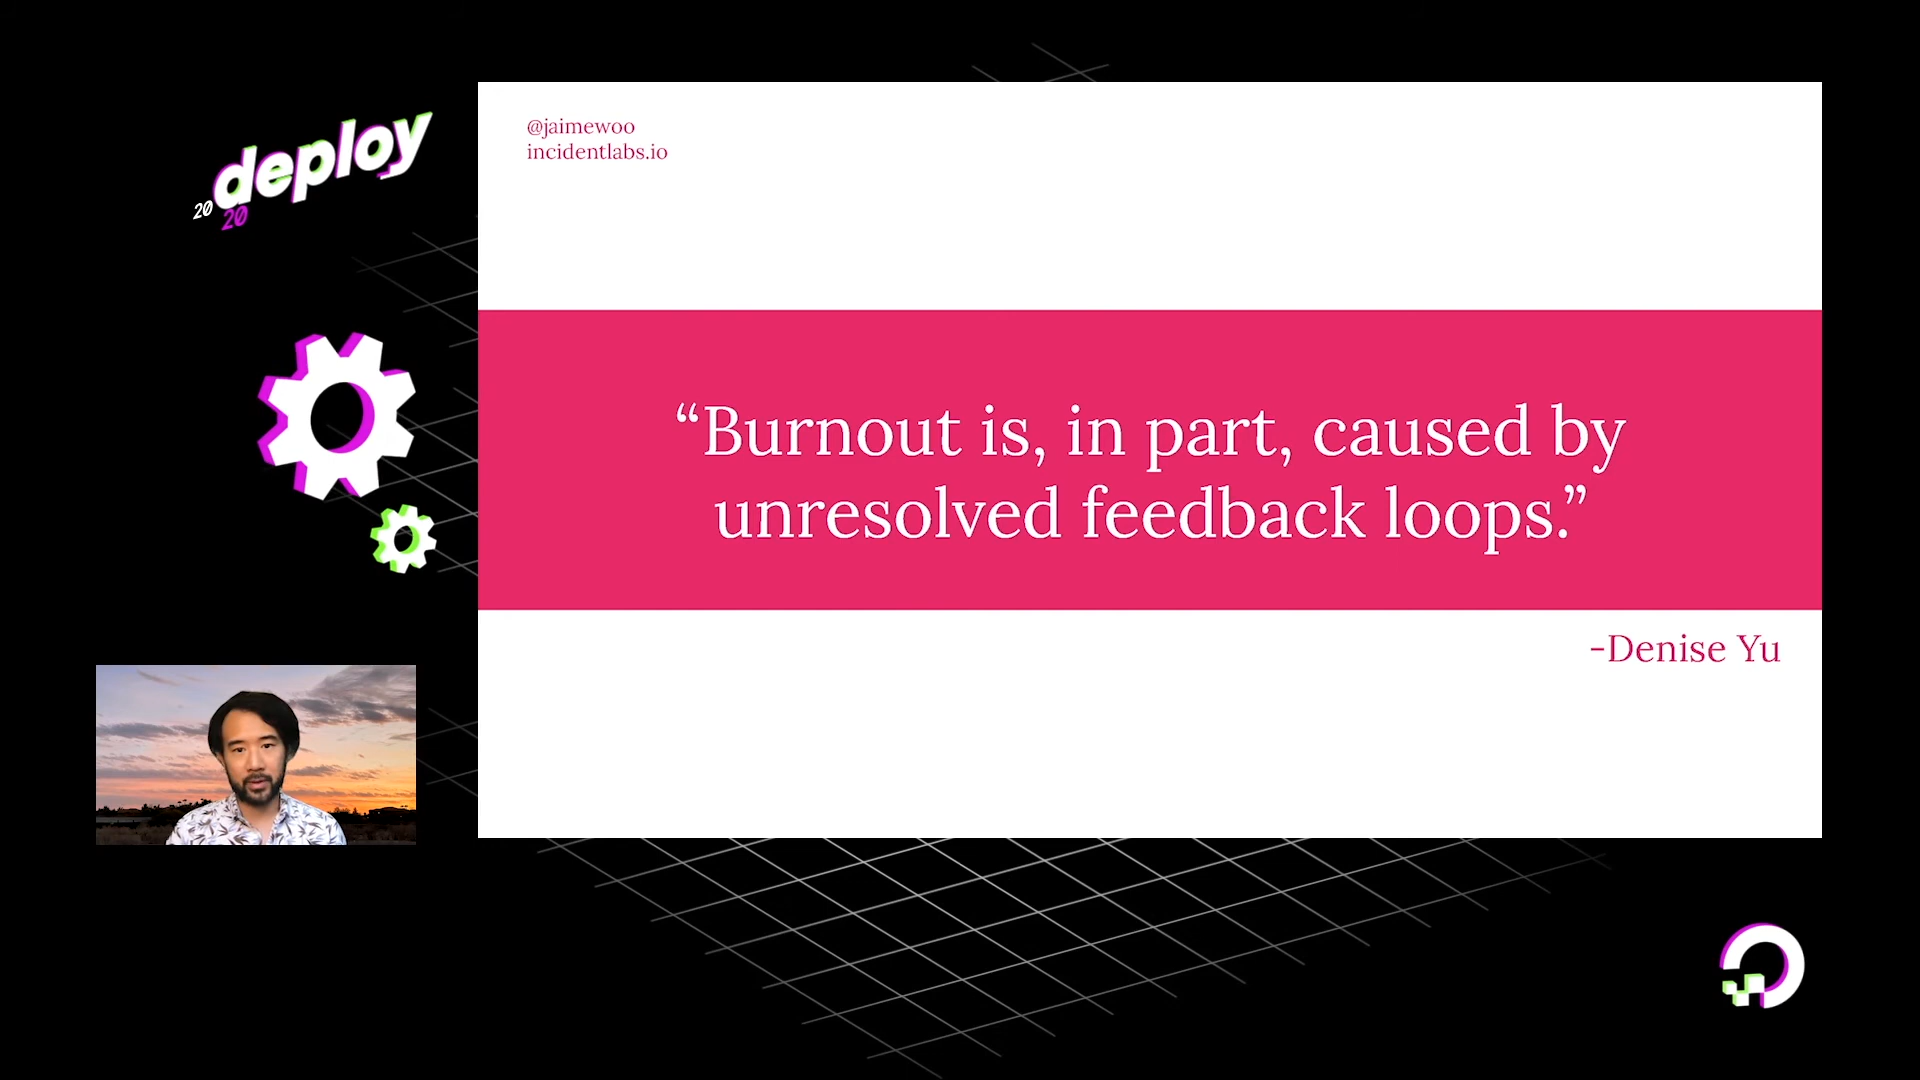 deploy
20
20
@jaimewoo
incidentlabs.io
“Burnout is, in part, caused by
unresolved feedback loops.”
-Denise Yu